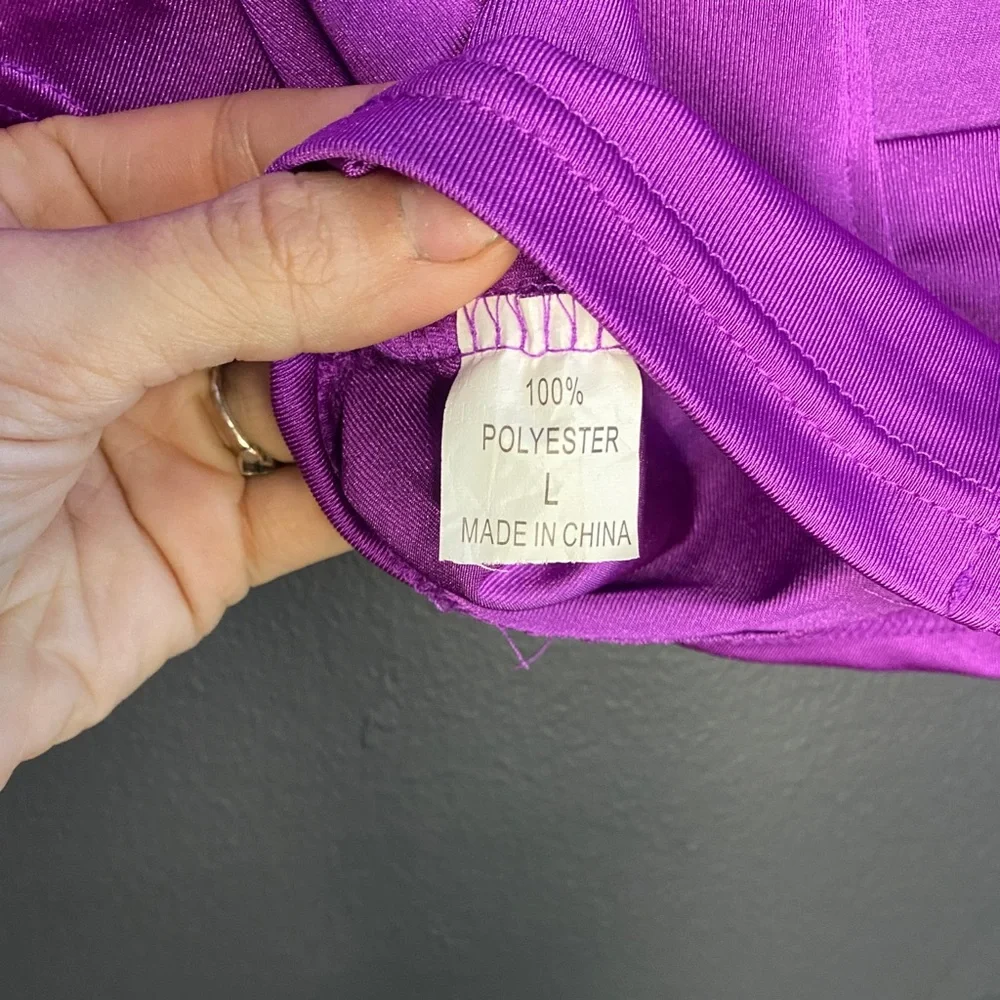 100%
POLYESTER
L
MADE IN CHINA